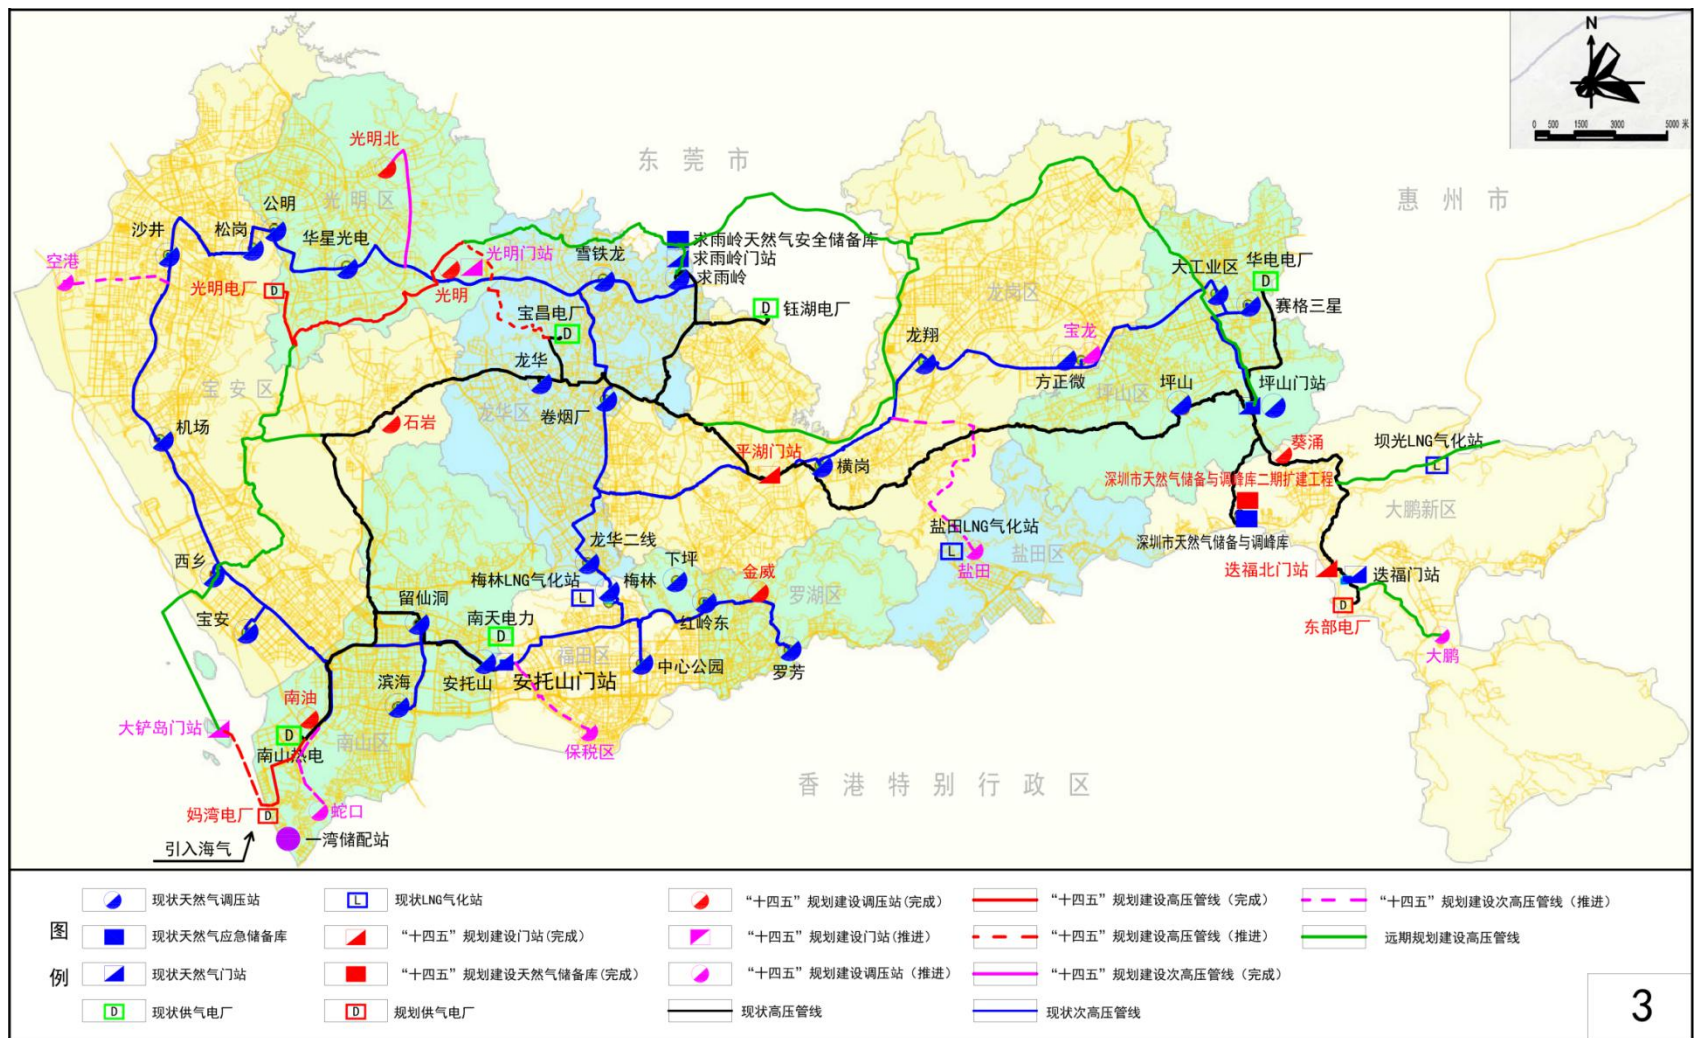 N
0 500 1500 3000 5000 米
东莞市
惠州市
光明北
光明区
公明
沙井
松岗
华星光电
空港
光明电厂
光明门站
光明
雪铁龙
求雨岭天然气安全储备库
求雨岭门站
求雨岭
宝昌电厂
钰湖电厂
龙岗区
大工业区
华电电厂
赛格三星
龙翔
宝龙
方正微
坪山区
坪山
坪山门站
宝安区
龙华
龙华区
卷烟厂
石岩
机场
平湖门站
横岗
葵涌
坝光LNG气化站
深圳市天然气储备与调峰库二期扩建工程
深圳市天然气储备与调峰库
大鹏新区
盐田LNG气化站
盐田区
盐田
西乡
龙华二线
下坪
梅林LNG气化站
梅林
金威
罗湖区
迭福北门站
迭福门站
东部电厂
大鹏
宝安
留仙洞
南天电力
红岭东
福田区
中心公园
罗芳
安托山
安托山门站
滨海
南油
大铲岛门站
南山热电
南山区
保税区
香港特别行政区
妈湾电厂
蛇口
一湾储配站
引入海气
图例
现状天然气调压站
现状天然气应急储备库
现状天然气门站
D 现状供气电厂
L 现状LNG气化站
“十四五”规划建设门站(完成)
“十四五”规划建设天然气储备库(完成)
D 规划供气电厂
“十四五”规划建设调压站(完成)
“十四五”规划建设门站(推进)
“十四五”规划建设调压站（推进）
现状高压管线
“十四五”规划建设高压管线（完成）
“十四五”规划建设高压管线（推进）
“十四五”规划建设次高压管线（完成）
现状次高压管线
“十四五”规划建设次高压管线（推进）
远期规划建设高压管线
3